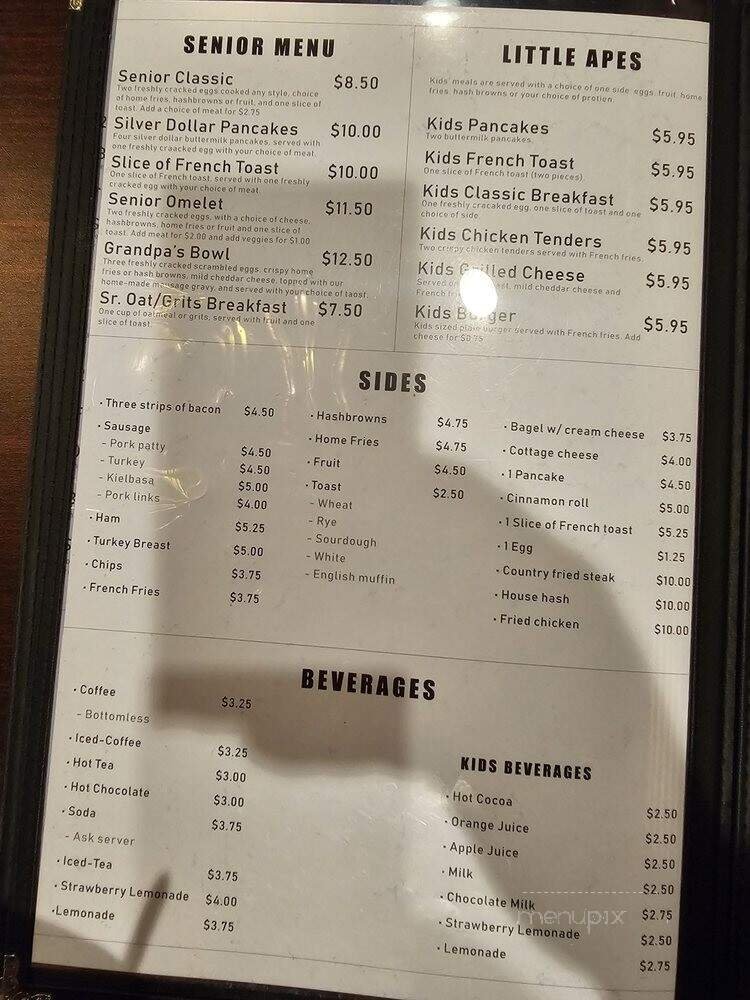 SENIOR MENU
Senior Classic $8.50
Two freshly cracked eggs cooked any style, choice
of home fries, hashbrowns or fruit, and one slice of
toast. Add a choice of meat for $2.75
Silver Dollar Pancakes $10.00
Four silver dollar buttermilk pancakes, served with
one freshly craacked egg with your choice of meat.
Slice of French Toast $10.00
One slice of French toast, served with one freshly
cracked egg with your choice of meat.
Senior Omelet $11.50
Two freshly cracked eggs, with a choice of cheese,
hashbrowns, home fries or fruit and one slice of
toast. Add meat for $2.00 and add veggies for $1.00
Grandpa's Bowl $12.50
Three freshly cracked scrambled eggs, crispy home
fries or hash browns, mild cheddar cheese, topped with our
home-made sausage gravy, and served with your choice of taost.
Sr. Oat/Grits Breakfast $7.50
One cup of oatmeal or grits, served with fruit and one
slice of toast.
LITTLE APES
Kids' meals are served with a choice of one side: eggs, fruit, home
fries, hash browns or your choice of protien.
Kids Pancakes $5.95
Two buttermilk pancakes.
Kids French Toast $5.95
One slice of French toast (two pieces).
Kids Classic Breakfast $5.95
One freshly cracaked egg, one slice of toast and one
choice of side.
Kids Chicken Tenders $5.95
Two crispy chicken tenders served with French fries.
Kids Grilled Cheese $5.95
Served on mild cheddar cheese and
French
Kids Burger $5.95
Kids sized plain burger served with French fries. Add
cheese for $0.75
SIDES
• Three strips of bacon $4.50
• Sausage
- Pork patty $4.50
- Turkey $4.50
- Kielbasa $5.00
- Pork links $4.00
• Ham $5.25
• Turkey Breast $5.00
• Chips $3.75
• French Fries $3.75
• Hashbrowns $4.75
• Home Fries $4.75
• Fruit $4.50
• Toast $2.50
- Wheat
- Rye
- Sourdough
- White
- English muffin
• Bagel w/ cream cheese $3.75
• Cottage cheese $4.00
• 1 Pancake $4.50
• Cinnamon roll $5.00
• 1 Slice of French toast $5.25
• 1 Egg $1.25
• Country fried steak $10.00
• House hash $10.00
• Fried chicken $10.00
BEVERAGES
• Coffee $3.25
- Bottomless
• Iced-Coffee $3.25
• Hot Tea $3.00
• Hot Chocolate $3.00
• Soda $3.75
- Ask server
• Iced-Tea $3.75
• Strawberry Lemonade $4.00
•Lemonade $3.75
KIDS BEVERAGES
• Hot Cocoa $2.50
• Orange Juice $2.50
• Apple Juice $2.50
• Milk $2.50
• Chocolate Milk $2.75
• Strawberry Lemonade $2.50
• Lemonade $2.75
menupix